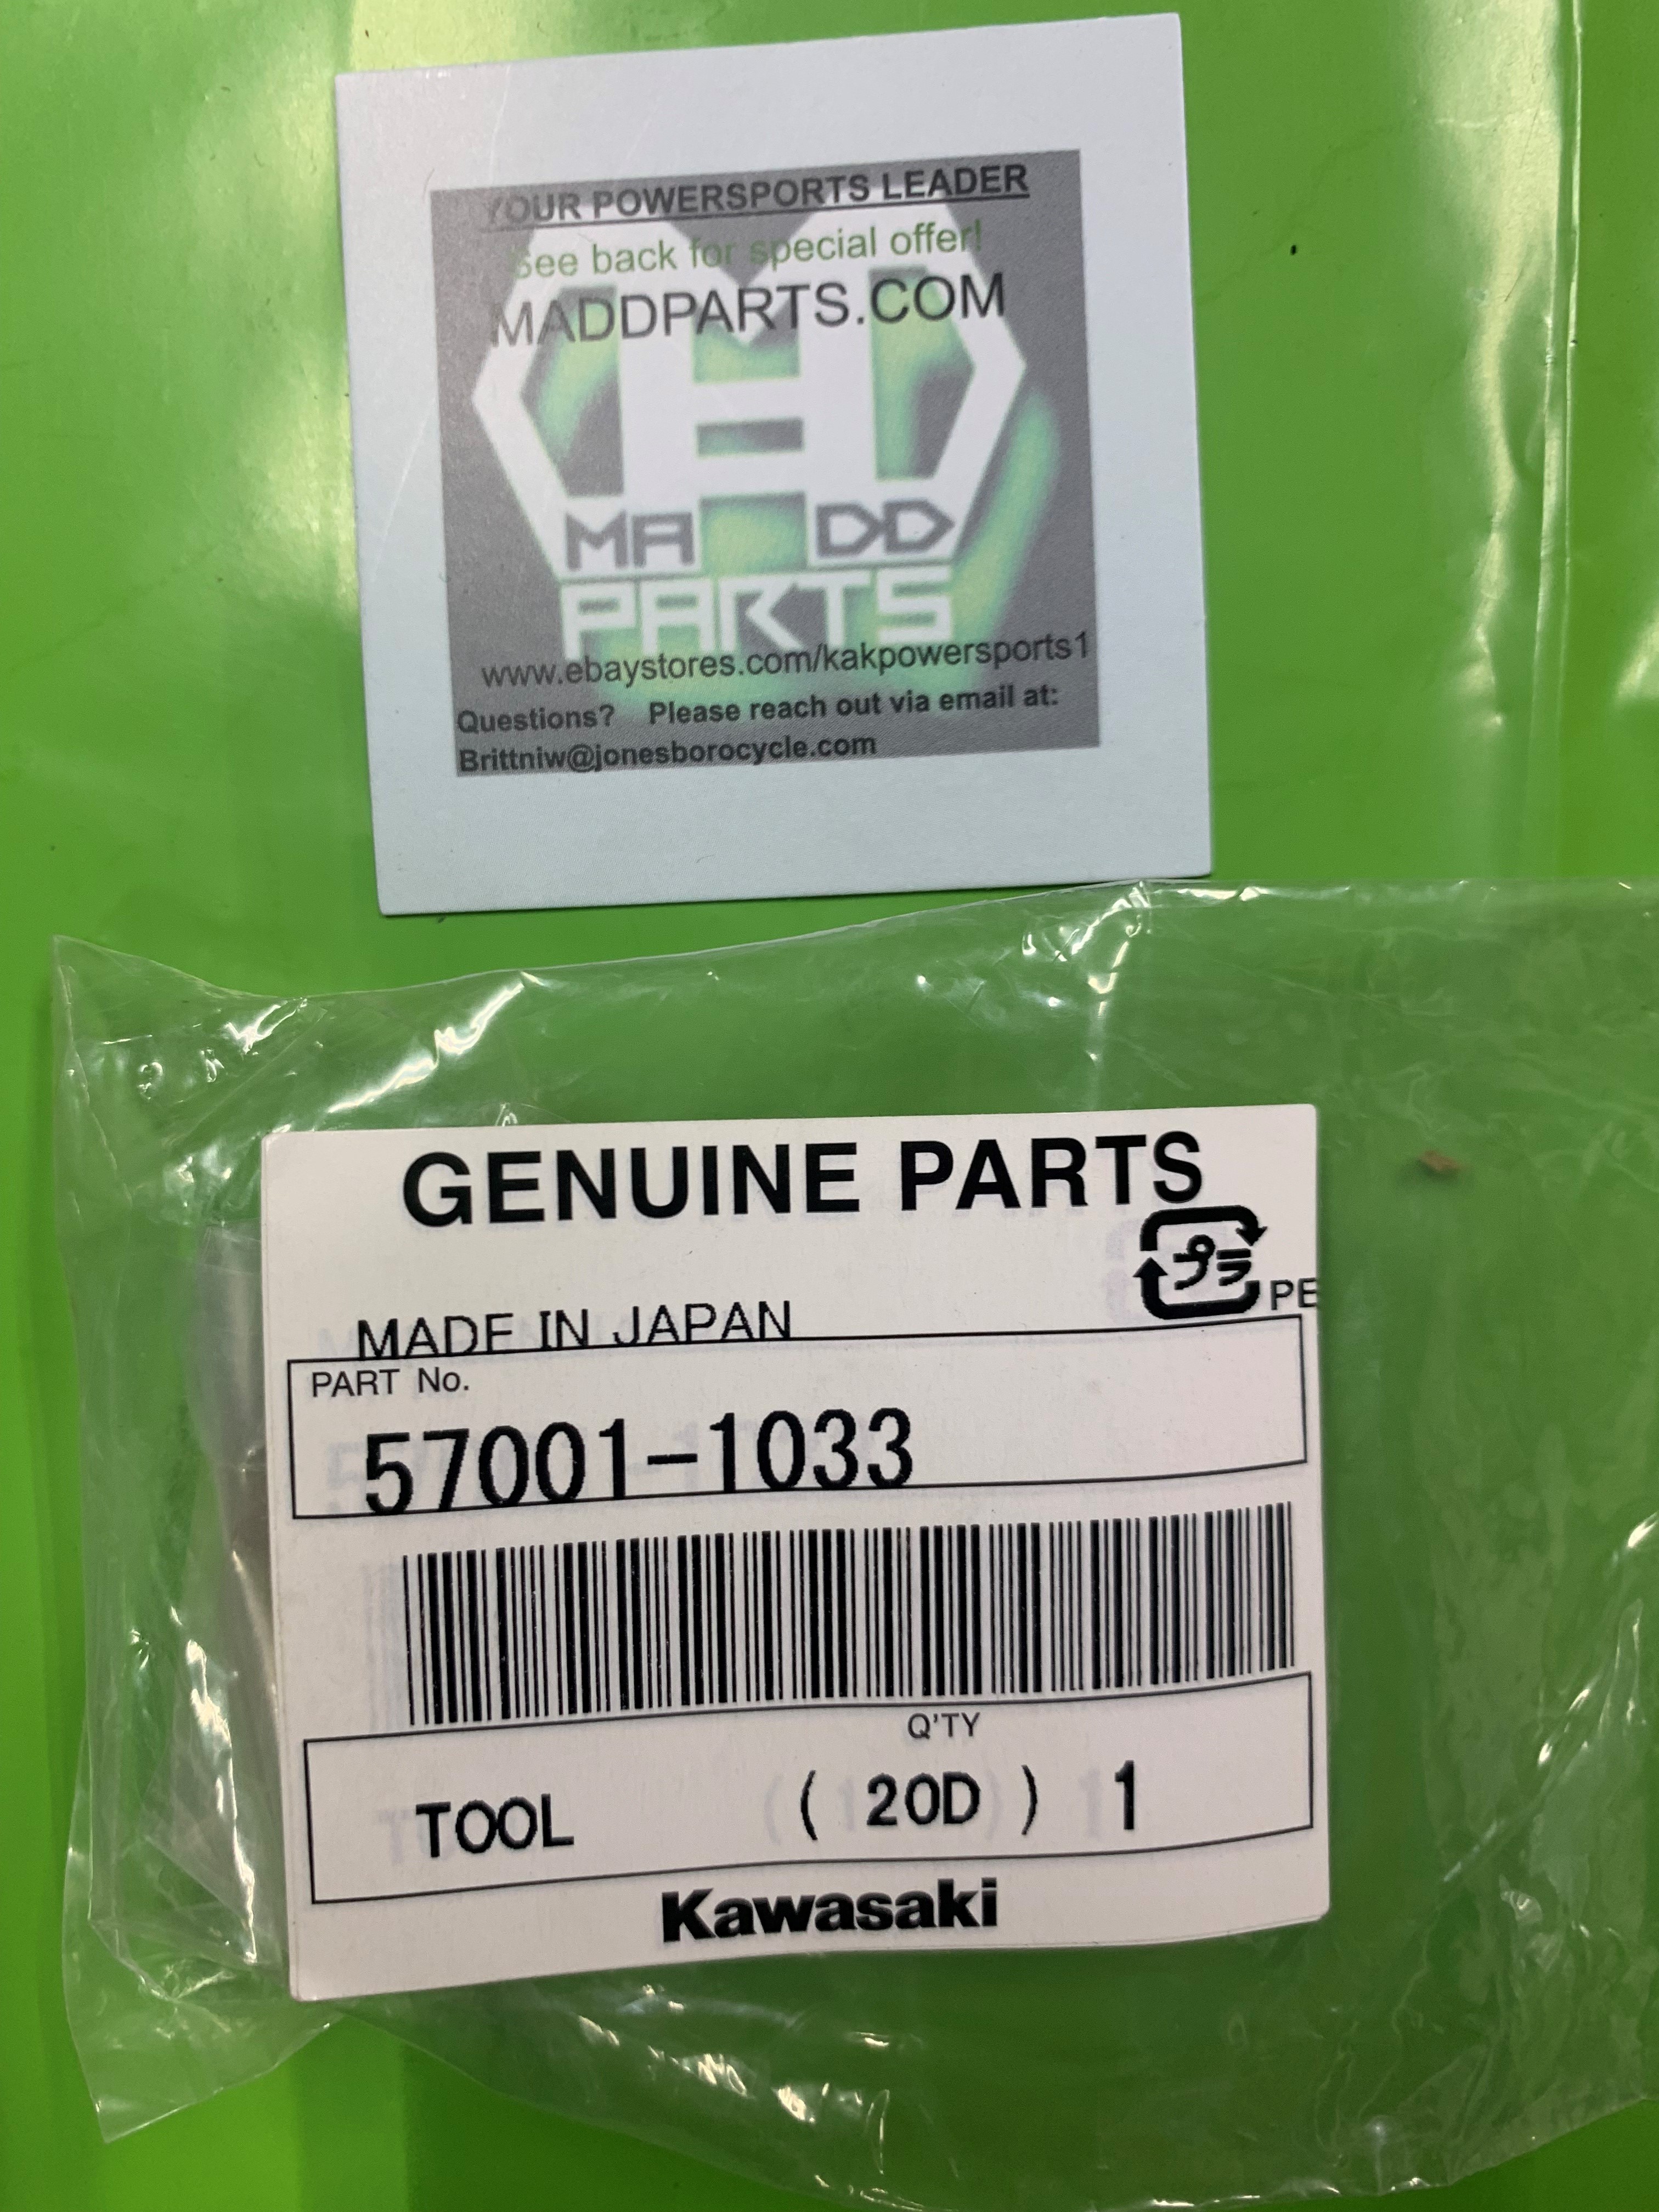 YOUR POWERSPORTS LEADER
See back for special offer!
MADDPARTS.COM
MADD
PARTS
www.ebaystores.com/kakpowersports1
Questions? Please reach out via email at:
Brittniw@jonesborocycle.com
GENUINE PARTS
プラ PE
MADE IN JAPAN
PART No.
57001-1033
Q'TY
TOOL ( 20D ) 1
Kawasaki